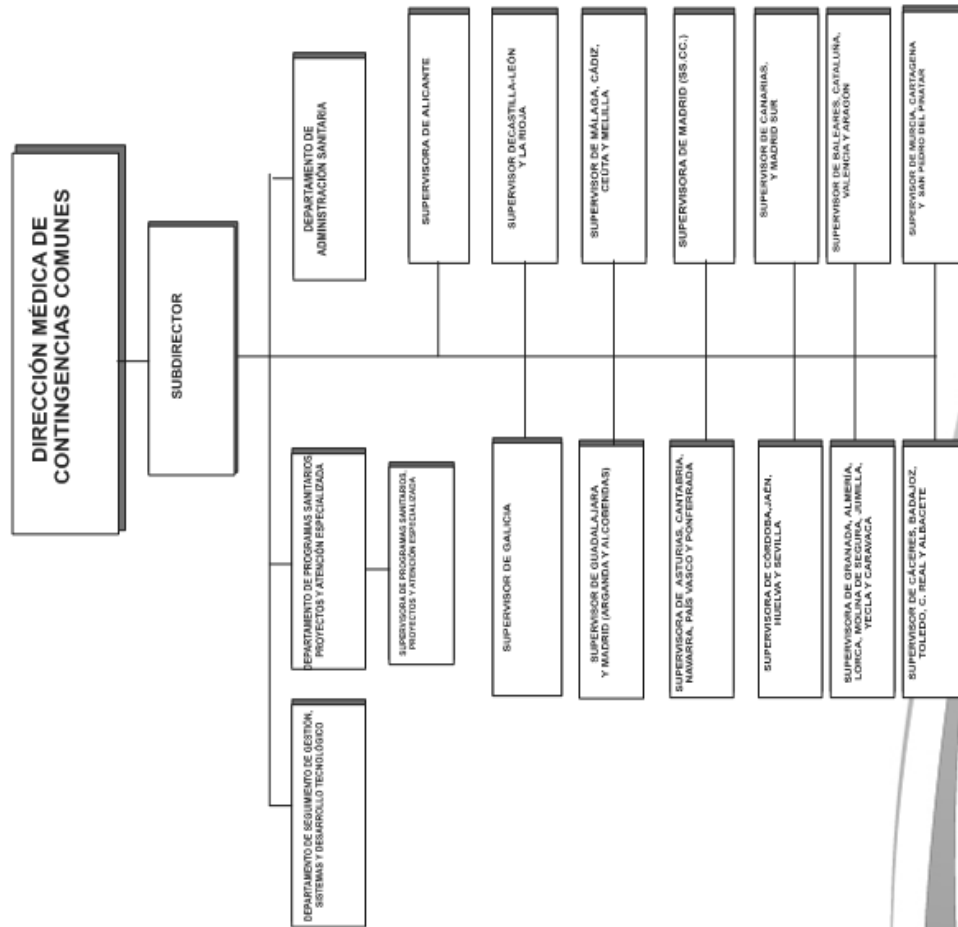 DIRECCIÓN MÉDICA DE
CONTINGENCIAS COMUNES
SUBDIRECTOR
DEPARTAMENTO DE SEGUIMIENTO DE GESTIÓN,
SISTEMAS Y DESARROLLO TECNOLÓGICO
DEPARTAMENTO DE PROGRAMAS SANITARIOS,
PROYECTOS Y ATENCIÓN ESPECIALIZADA
DEPARTAMENTO DE
ADMINISTRACIÓN SANITARIA
SUPERVISORA DE PROGRAMAS SANITARIOS,
PROYECTOS Y ATENCIÓN ESPECIALIZADA
SUPERVISORA DE ALICANTE
SUPERVISOR DE GALICIA
SUPERVISOR DECASTILLA-LEÓN
Y LA RIOJA
SUPERVISOR DE GUADALAJARA
Y MADRID (ARGANDA Y ALCOBENDAS)
SUPERVISOR DE MÁLAGA, CÁDIZ,
CEÚTA Y MELILLA
SUPERVISORA DE ASTURIAS, CANTABRIA,
NAVARRA, PAÍS VASCO Y PONFERRADA
SUPERVISORA DE MADRID (SS.CC.)
SUPERVISORA DE CÓRDOBA,JAÉN,
HUELVA Y SEVILLA
SUPERVISOR DE CANARIAS,
Y MADRID SUR
SUPERVISORA DE GRANADA, ALMERÍA,
LORCA, MOLINA DE SEGURA, JUMILLA,
YECLA Y CARAVACA
SUPERVISOR DE BALEARES, CATALUÑA,
VALENCIA Y ARAGÓN
SUPERVISOR DE CÁCERES, BADAJOZ,
TOLEDO, C. REAL Y ALBACETE
SUPERVISOR DE MURCIA, CARTAGENA
Y SAN PEDRO DEL PINATAR